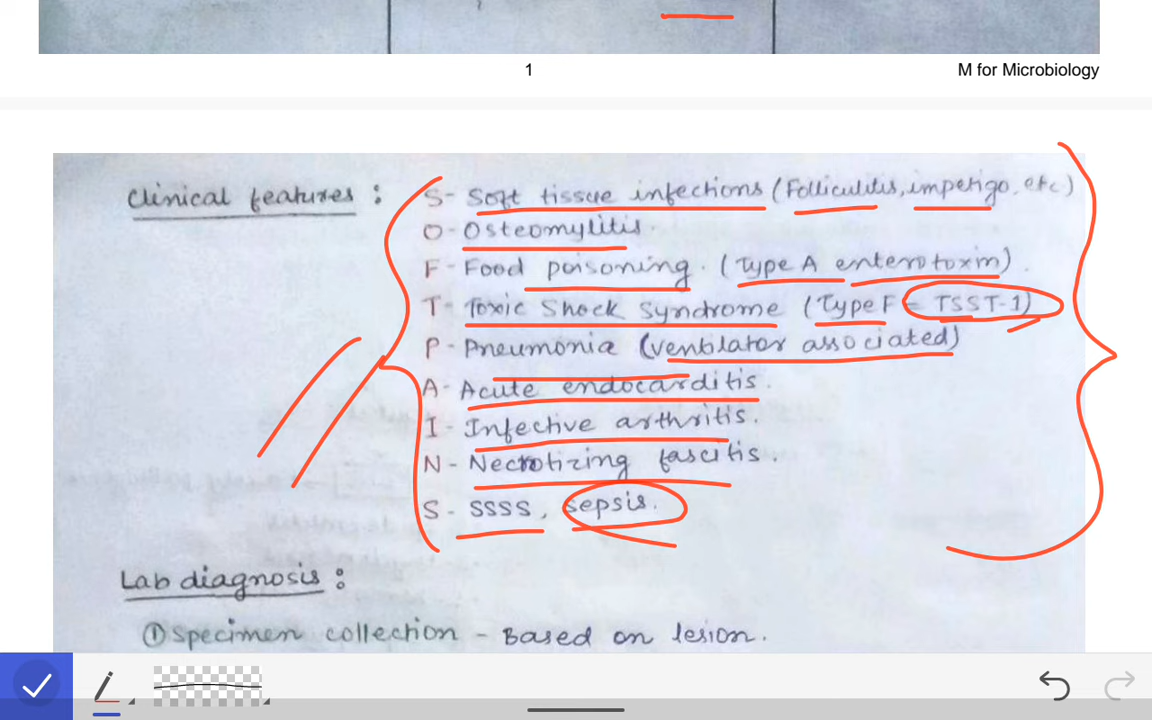 1
M for Microbiology
Clinical features :
S - Soft tissue infections (Folliculitis, impetigo, etc)
O - Osteomylitis.
F - Food poisoning. (Type A enterotoxin).
T - Toxic Shock Syndrome (Type F = TSST-1)
P - Pneumonia (ventilator associated)
A - Acute endocarditis.
I - Infective arthritis.
N - Necrotizing fascitis.
S - SSSS, sepsis.
Lab diagnosis :
① Specimen collection - Based on lesion.